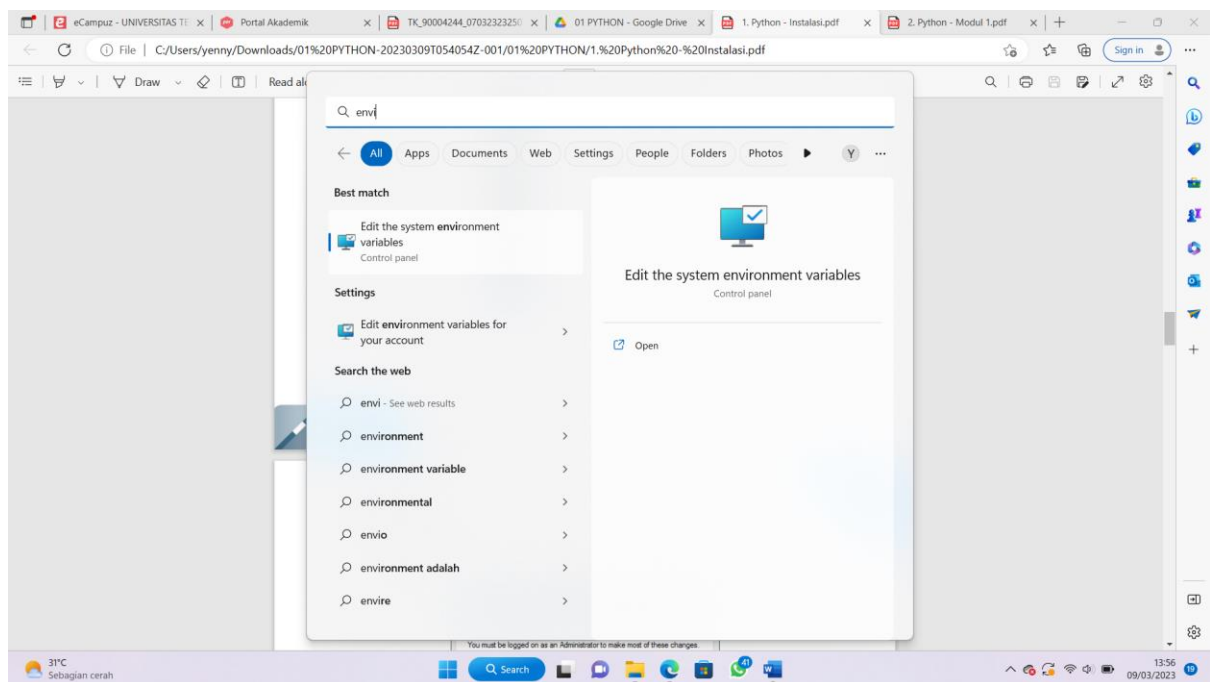 eCampuz - UNIVERSITAS TE
Portal Akademik
TK_90004244_07032323250
01 PYTHON - Google Drive
1. Python - Instalasi.pdf
2. Python - Modul 1.pdf
File | C:/Users/yenny/Downloads/01%20PYTHON-20230309T054054Z-001/01%20PYTHON/1.%20Python%20-%20Instalasi.pdf
Sign in
Draw
Read al
envi
All Apps Documents Web Settings People Folders Photos Y
Best match
Edit the system environment
variables
Control panel
Settings
Edit environment variables for
your account
Search the web
envi - See web results
environment
environment variable
environmental
envio
environment adalah
envire
Edit the system environment variables
Control panel
Open
You must be logged on as an Administrator to make most of these changes.
31°C
Sebagian cerah
Search
41
13:56
09/03/2023
19